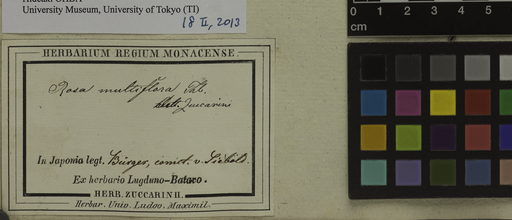 University Museum, University of Tokyo (TI)
18 II, 2013
cm
0 1 2 3 4 5
HERBARIUM REGIUM MONACENSE.
Rosa multiflora Thb.
Zuccarini
In Japonia legt. Bürger, comct. v. Siebold.
Ex herbario Lugduno-Batavo.
HERB. ZUCCARINII.
Herbar. Univ. Ludov. Maximil.